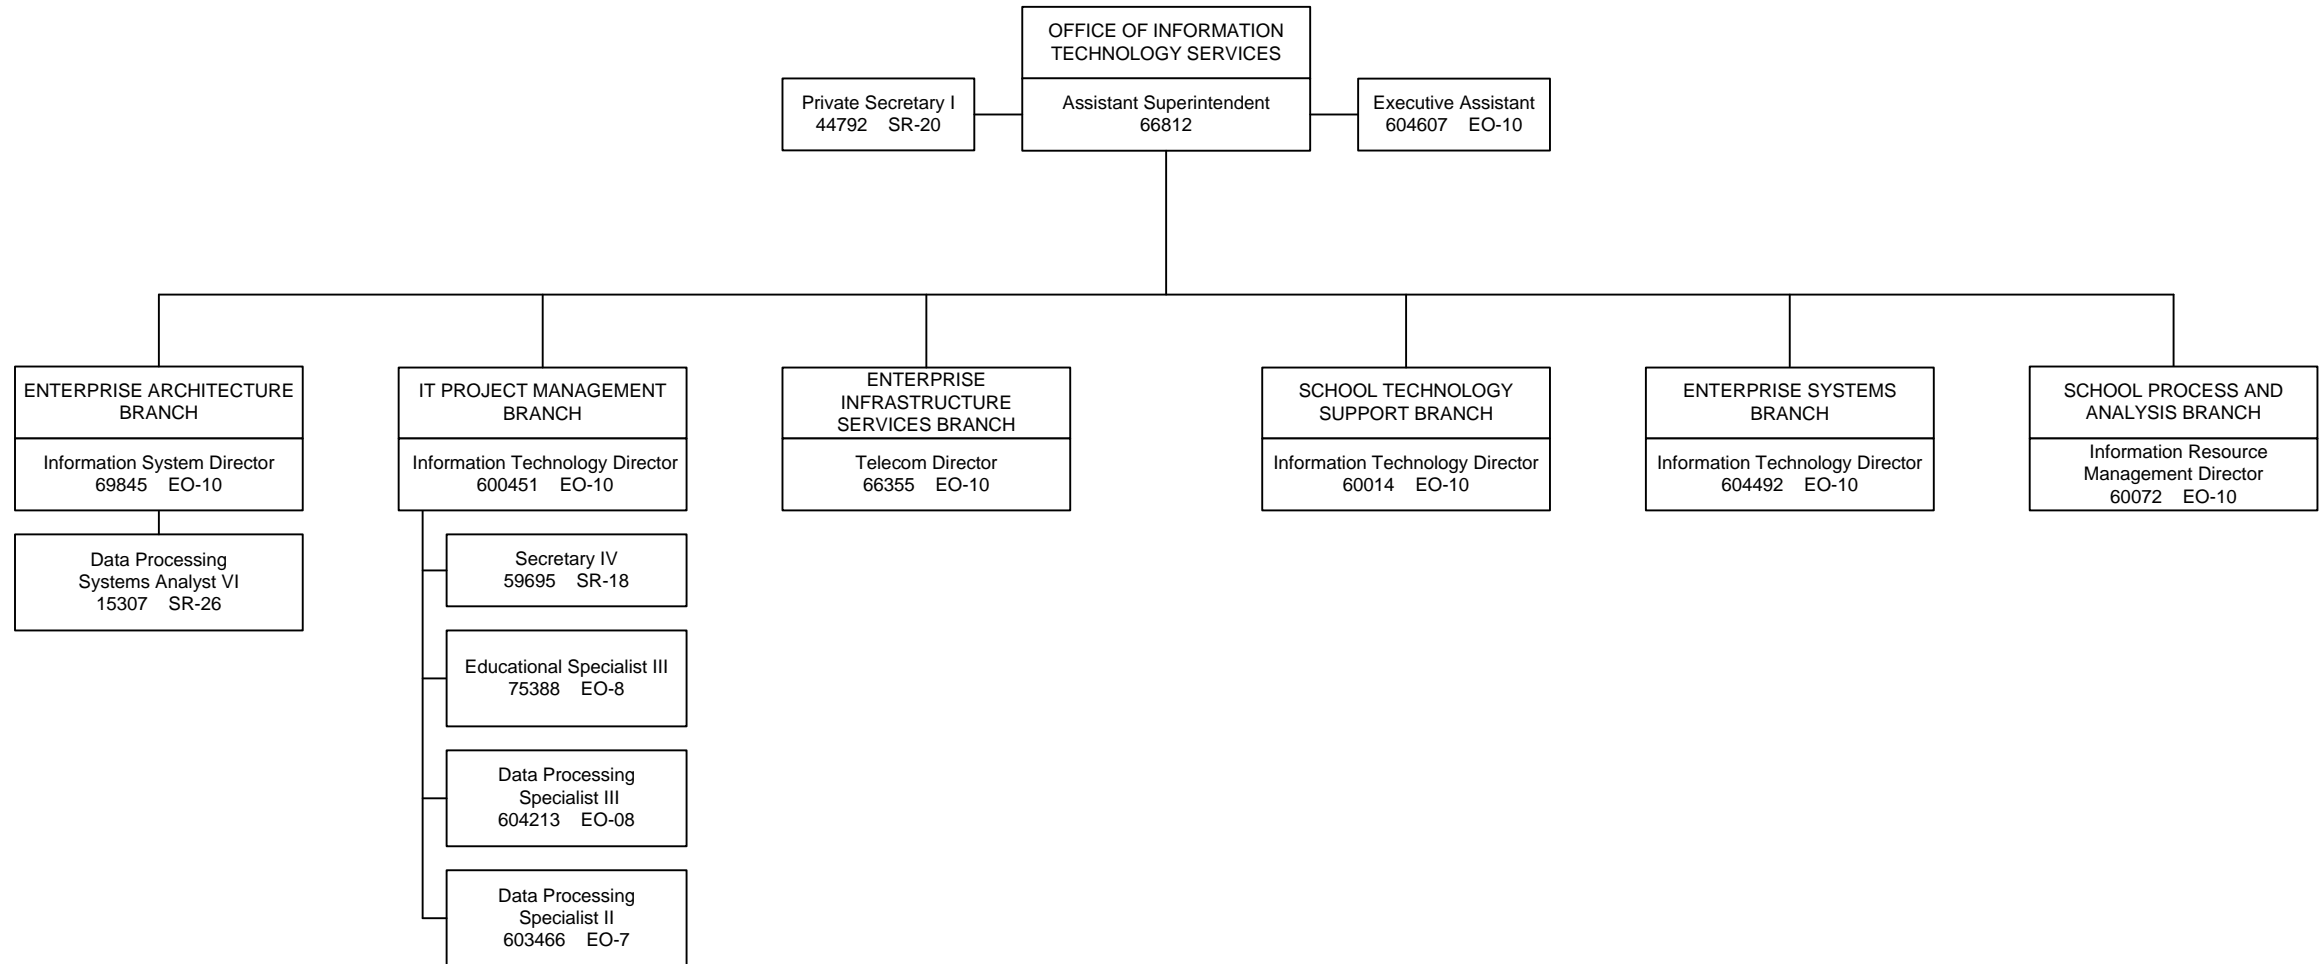 OFFICE OF INFORMATION
TECHNOLOGY SERVICES
Private Secretary I
44792 SR-20
Assistant Superintendent
66812
Executive Assistant
604607 EO-10
ENTERPRISE ARCHITECTURE
BRANCH
Information System Director
69845 EO-10
Data Processing
Systems Analyst VI
15307 SR-26
IT PROJECT MANAGEMENT
BRANCH
Information Technology Director
600451 EO-10
Secretary IV
59695 SR-18
Educational Specialist III
75388 EO-8
Data Processing
Specialist III
604213 EO-08
Data Processing
Specialist II
603466 EO-7
ENTERPRISE
INFRASTRUCTURE
SERVICES BRANCH
Telecom Director
66355 EO-10
SCHOOL TECHNOLOGY
SUPPORT BRANCH
Information Technology Director
60014 EO-10
ENTERPRISE SYSTEMS
BRANCH
Information Technology Director
604492 EO-10
SCHOOL PROCESS AND
ANALYSIS BRANCH
Information Resource
Management Director
60072 EO-10